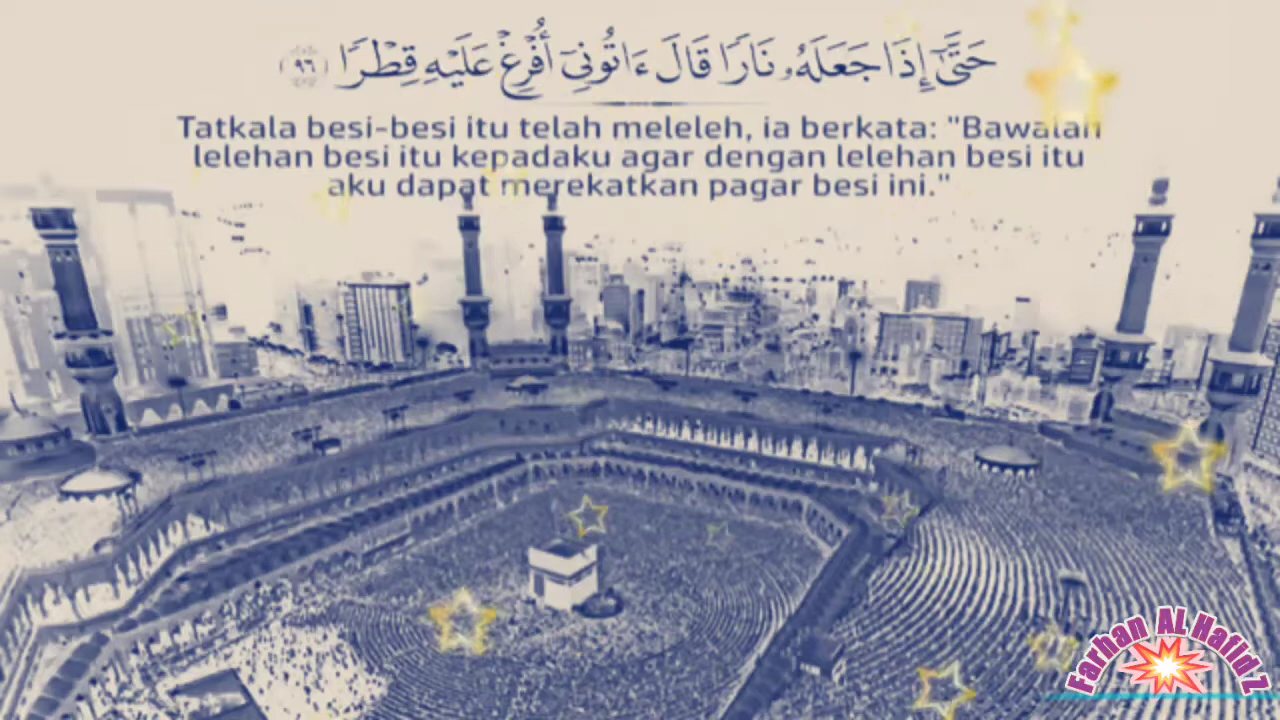 حَتَّىٰٓ إِذَا جَعَلَهُۥ نَارًا قَالَ ءَاتُونِىٓ أُفْرِغْ عَلَيْهِ قِطْرًا ﴿٩٦﴾
Tatkala besi-besi itu telah meleleh, ia berkata: "Bawalah
lelehan besi itu kepadaku agar dengan lelehan besi itu
aku dapat merekatkan pagar besi ini."
Farhan AL Hafidz